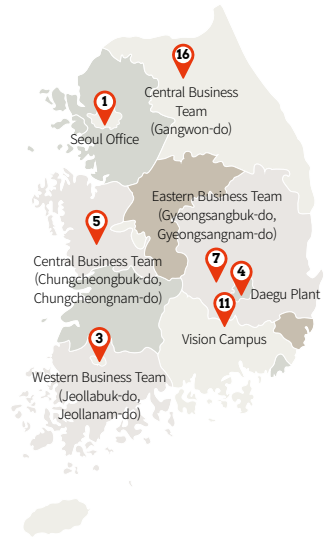 16
Central Business
Team
(Gangwon-do)
1
Seoul Office
Eastern Business Team
(Gyeongsangbuk-do,
Gyeongsangnam-do)
5
Central Business Team
(Chungcheongbuk-do,
Chungcheongnam-do)
7
4
Daegu Plant
11
Vision Campus
3
Western Business Team
(Jeollabuk-do,
Jeollanam-do)